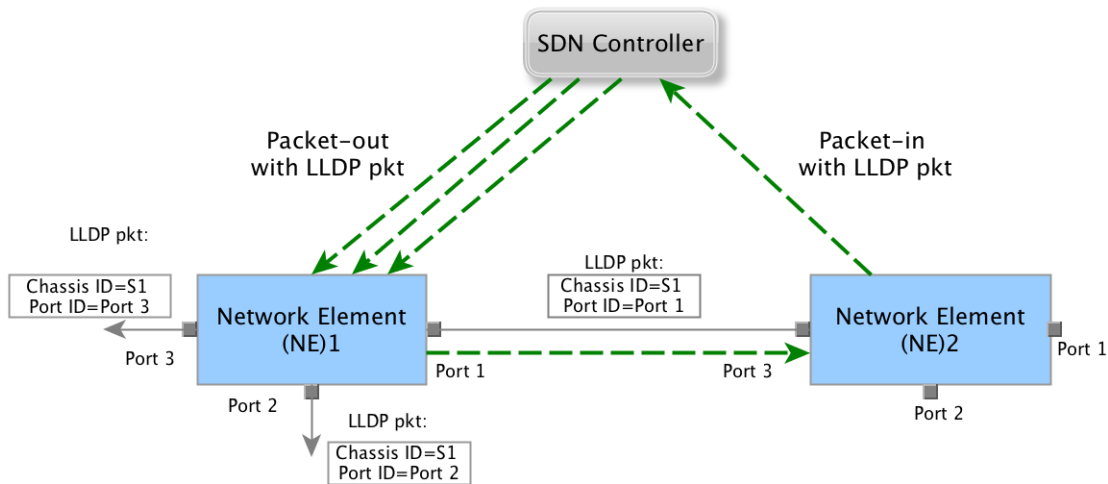 SDN Controller
Packet-out
with LLDP pkt
Packet-in
with LLDP pkt
LLDP pkt:
Chassis ID=S1
Port ID=Port 3
LLDP pkt:
Chassis ID=S1
Port ID=Port 1
Network Element
(NE)1
Network Element
(NE)2
Port 3
Port 1
Port 3
Port 1
Port 2
Port 2
LLDP pkt:
Chassis ID=S1
Port ID=Port 2